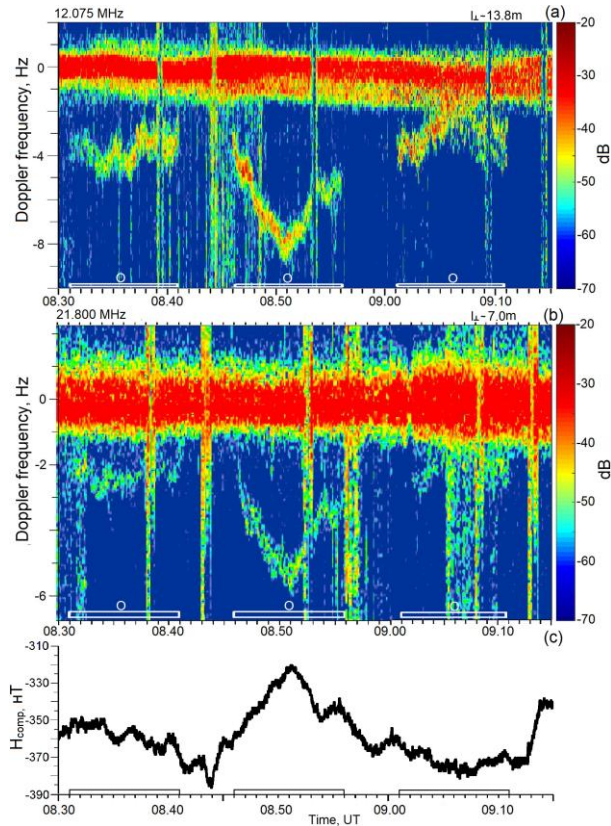 12.075 MHz
l⊥~13.8m
(a)
Doppler frequency, Hz
0
-2
-4
-6
-8
-20
-30
-40
-50
-60
-70
dB
O
O
O
08.30
08.40
08.50
09.00
09.10
21.800 MHz
l⊥~7.0m
(b)
Doppler frequency, Hz
0
-2
-4
-6
-20
-30
-40
-50
-60
-70
dB
O
O
O
08.30
08.40
08.50
09.00
09.10
(c)
Hcomp, нТ
-310
-330
-350
-370
-390
08.30
08.40
08.50
09.00
09.10
Time, UT